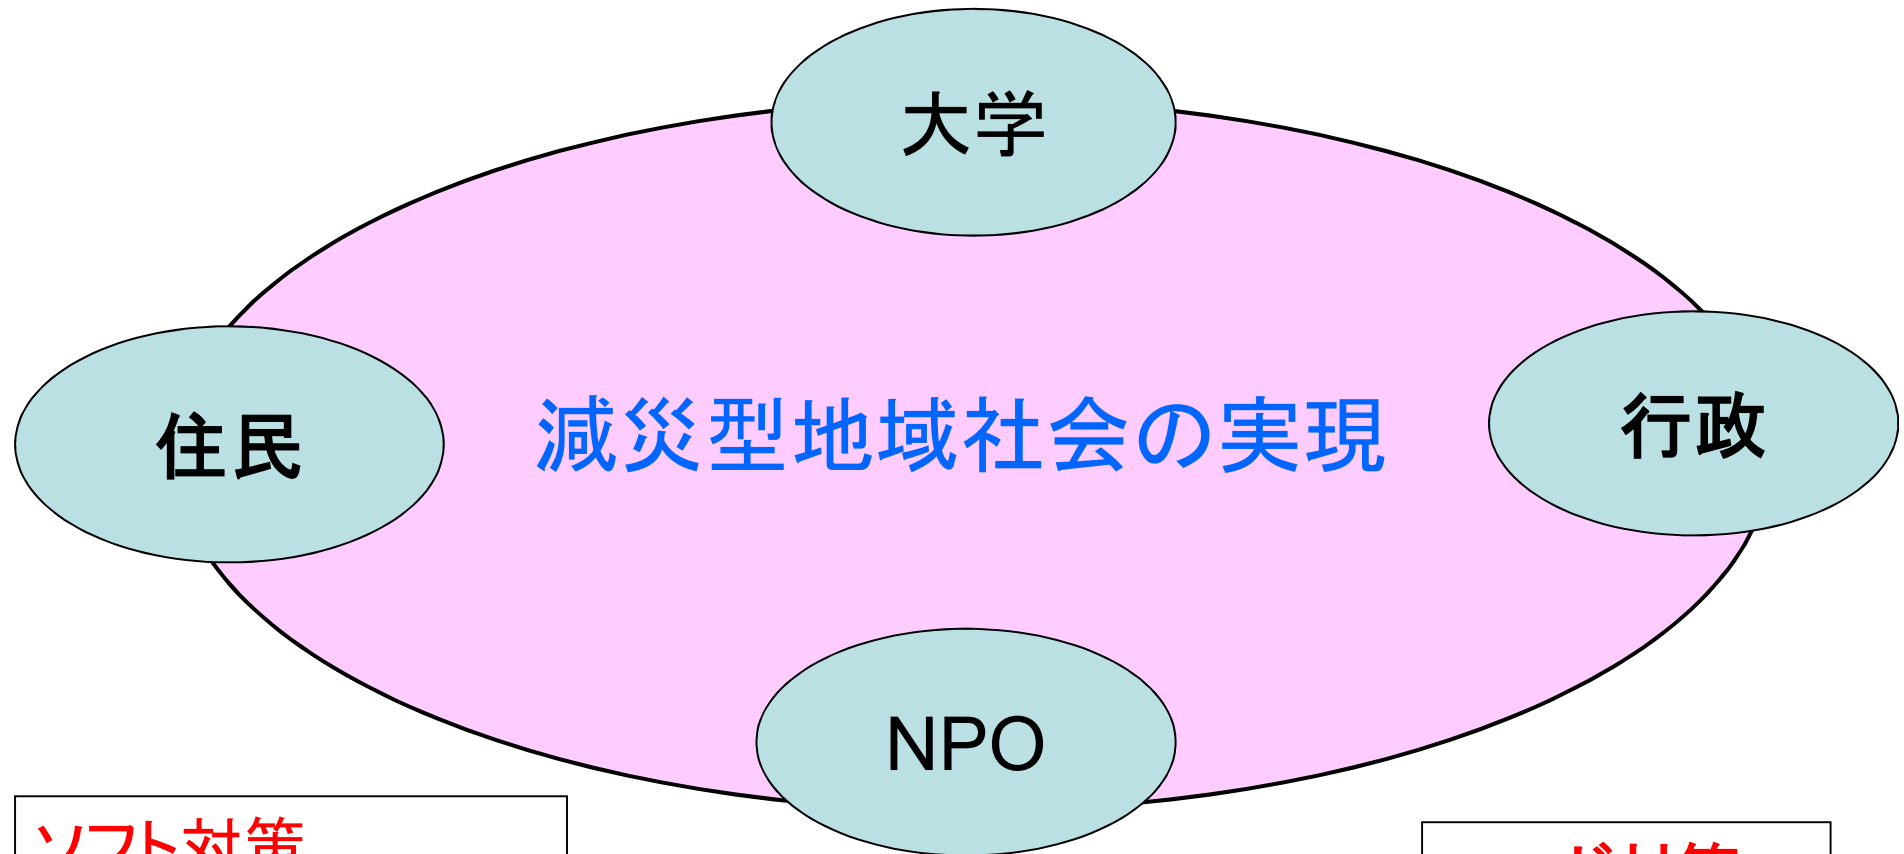 大学
住民
減災型地域社会の実現
行政
NPO
ソフト対策